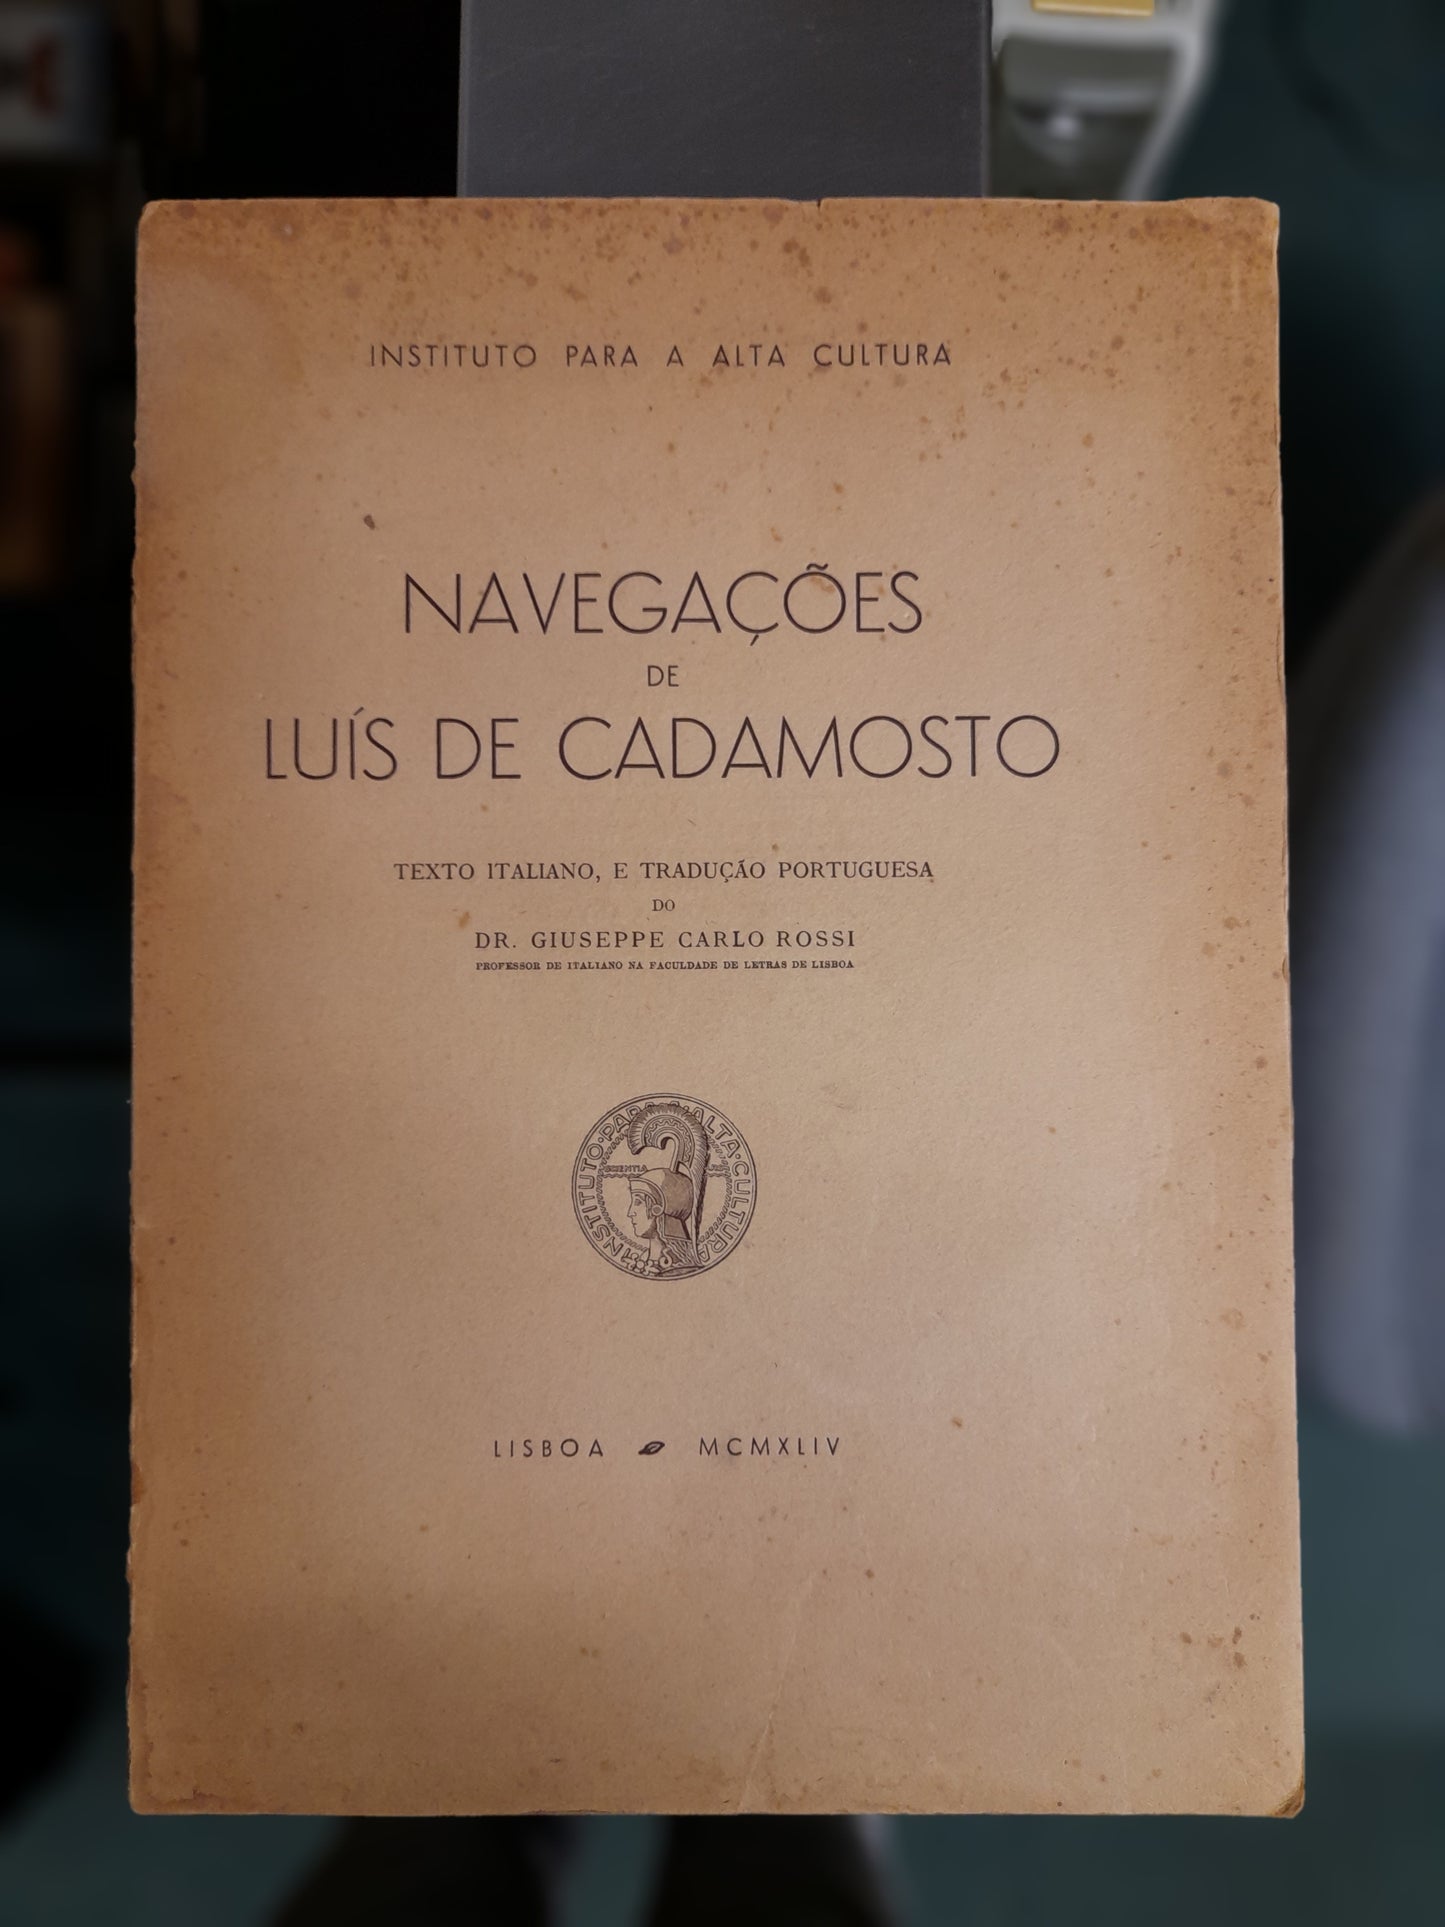 INSTITUTO PARA A ALTA CULTURA
NAVEGAÇÕES
DE
LUÍS DE CADAMOSTO
TEXTO ITALIANO, E TRADUÇÃO PORTUGUESA
DO
DR. GIUSEPPE CARLO ROSSI
PROFESSOR DE ITALIANO NA FACULDADE DE LETRAS DE LISBOA
INSTITUTO·PARA·A·ALTA·CULTURA
LISBOA MCMXLIV